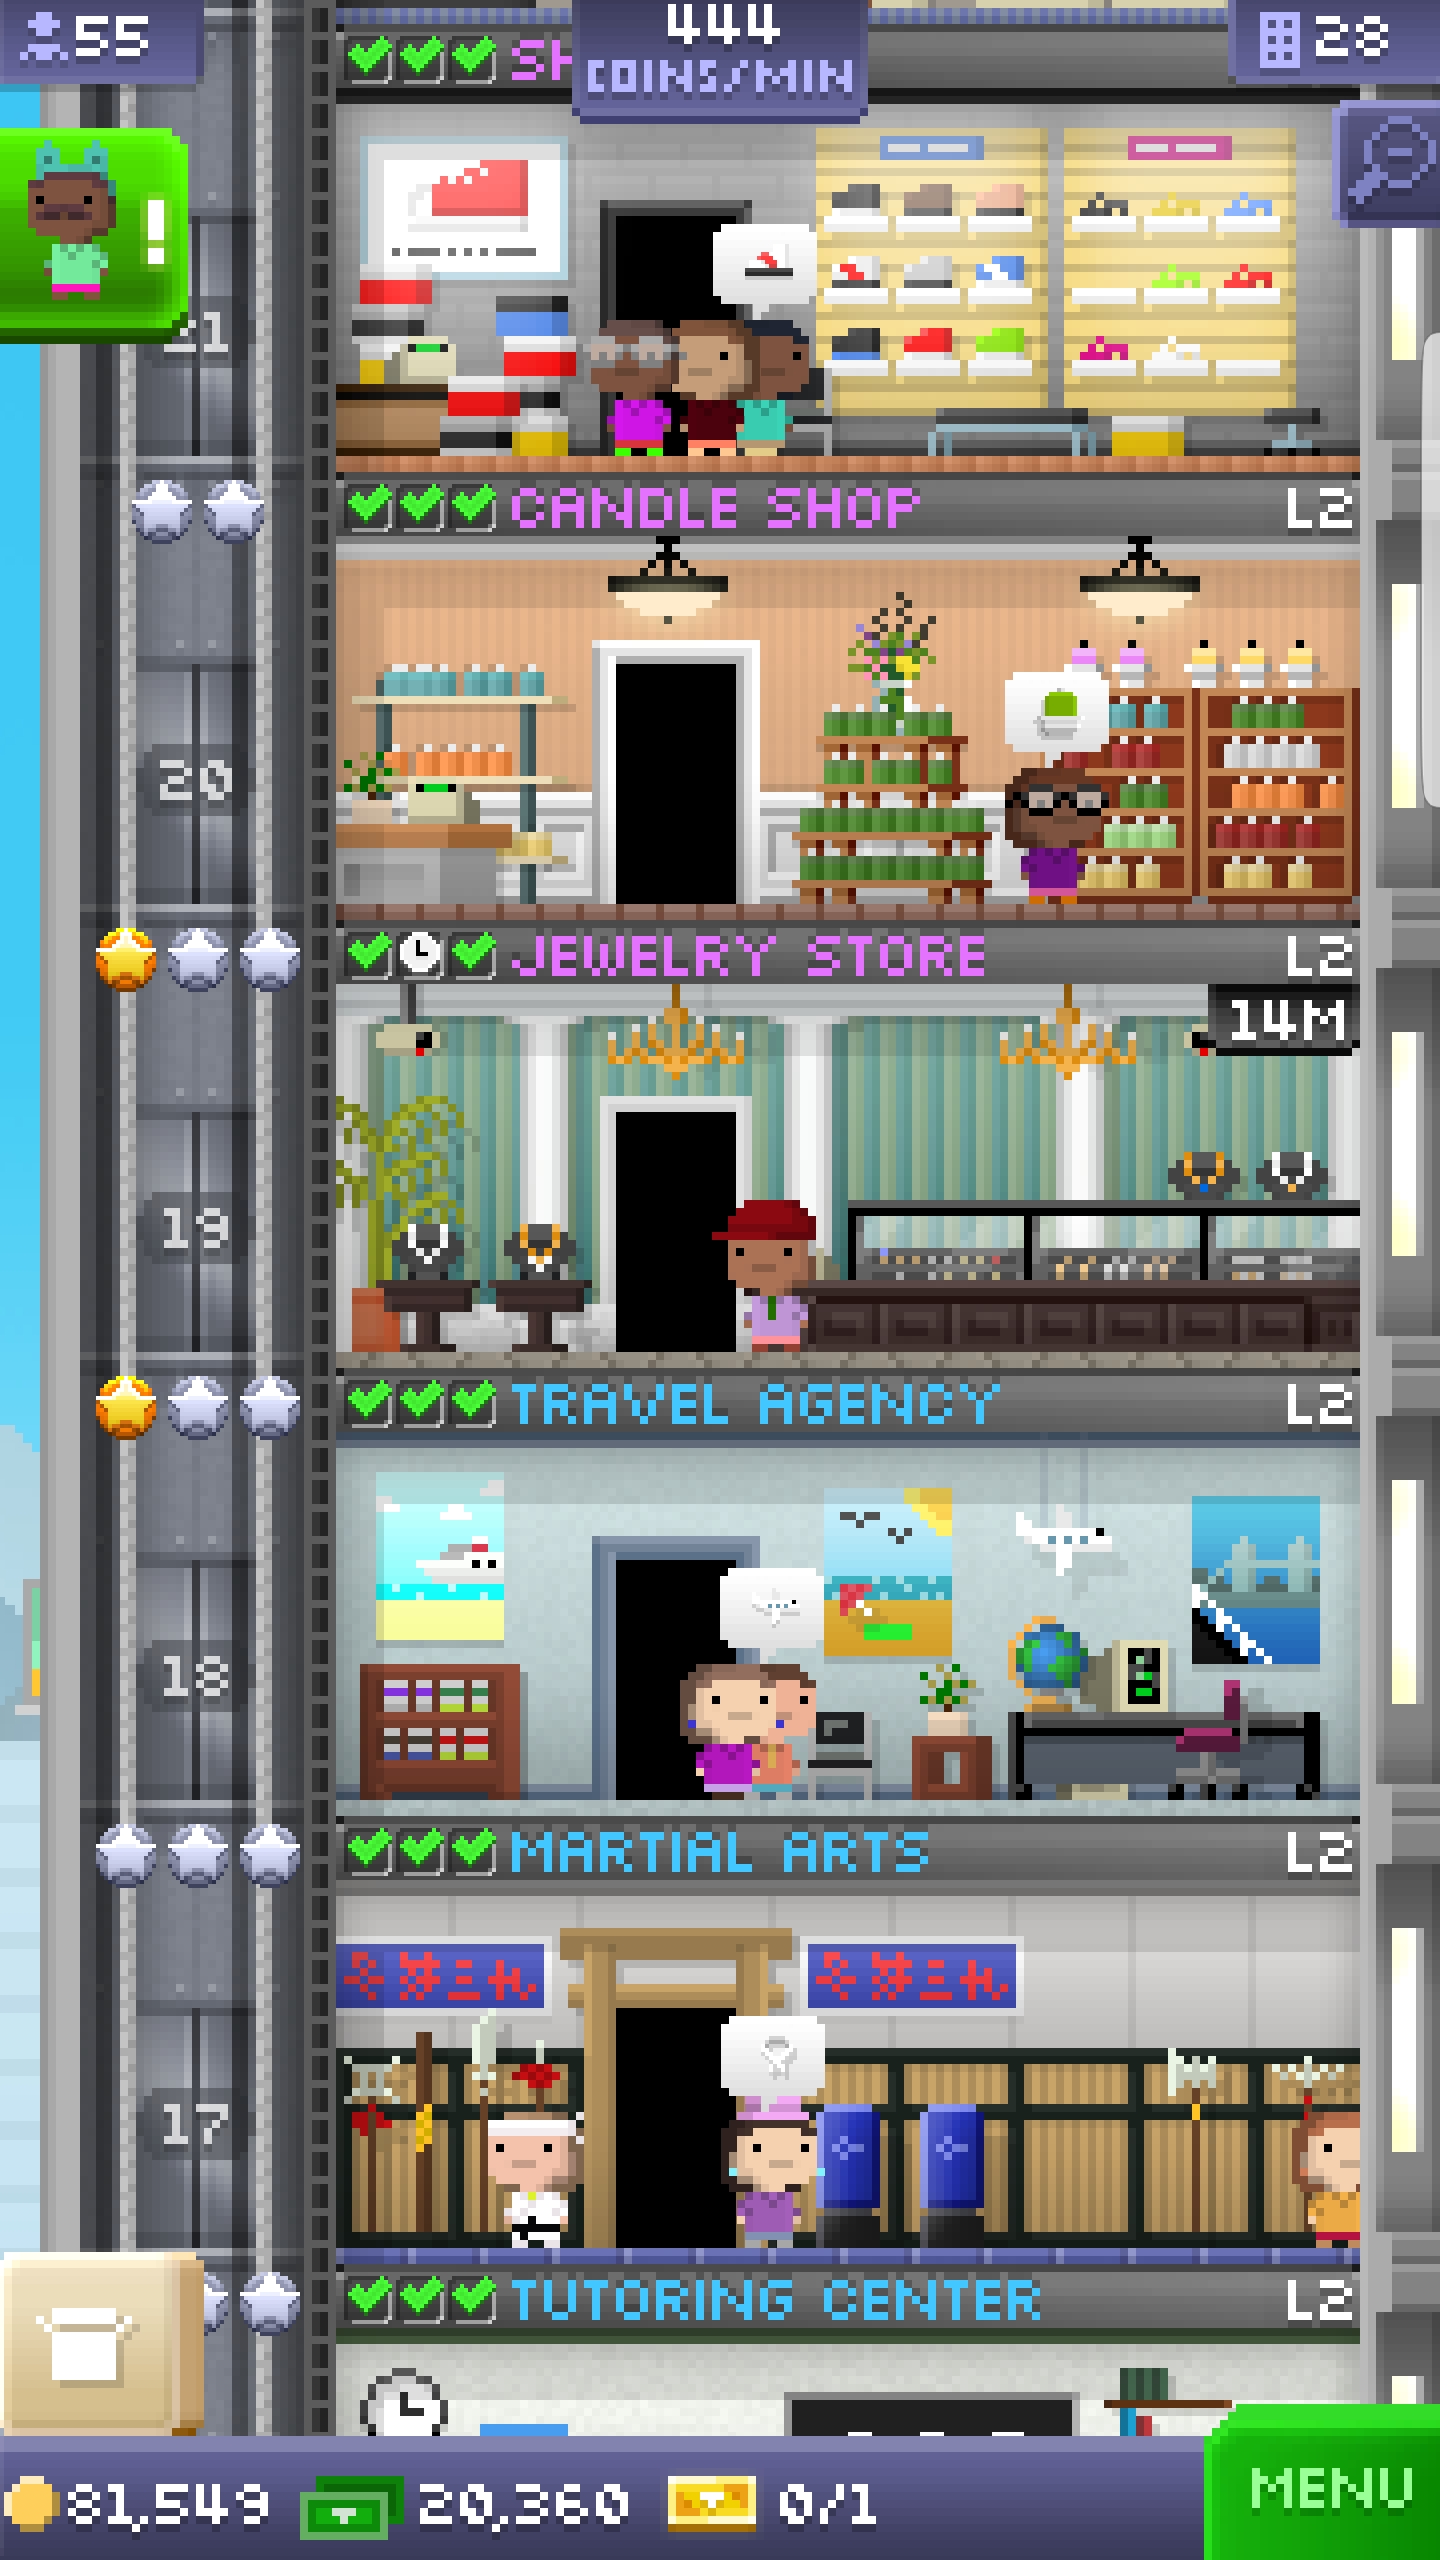 55
444
COINS/MIN
28
SH
!
21
CANDLE SHOP L2
20
JEWELRY STORE L2
14M
19
TRAVEL AGENCY L2
18
MARTIAL ARTS L2
17
TUTORING CENTER L2
81,549 20,360 0/1
MENU